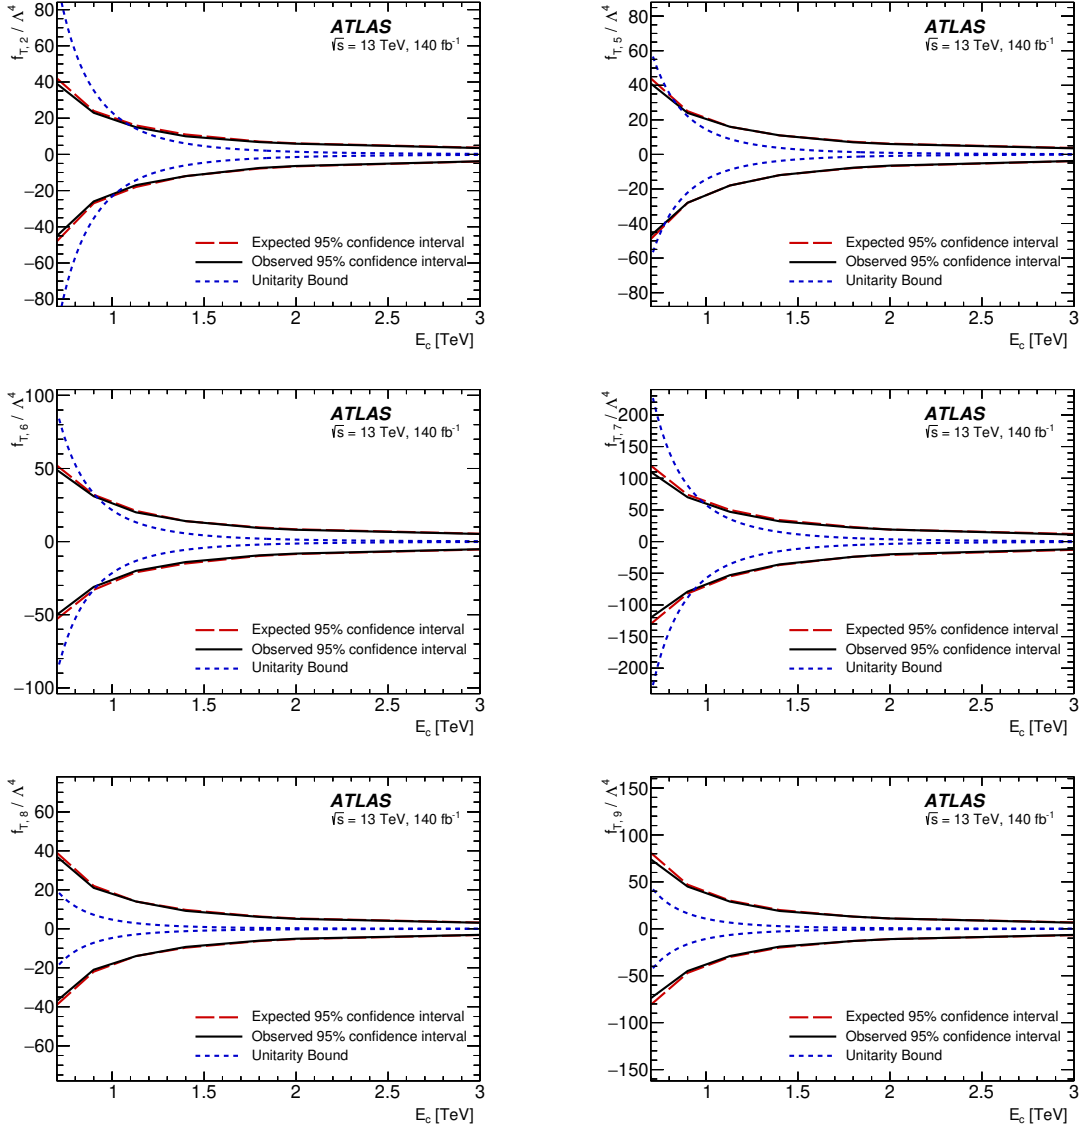 f_{T,2} / Λ^4
ATLAS
√s = 13 TeV, 140 fb^{-1}
80
60
40
20
0
−20
−40
−60
−80
Expected 95% confidence interval
Observed 95% confidence interval
Unitarity Bound
1 1.5 2 2.5 3
E_c [TeV]
f_{T,5} / Λ^4
ATLAS
√s = 13 TeV, 140 fb^{-1}
80
60
40
20
0
−20
−40
−60
−80
Expected 95% confidence interval
Observed 95% confidence interval
Unitarity Bound
1 1.5 2 2.5 3
E_c [TeV]
f_{T,6} / Λ^4
ATLAS
√s = 13 TeV, 140 fb^{-1}
100
50
0
−50
−100
Expected 95% confidence interval
Observed 95% confidence interval
Unitarity Bound
1 1.5 2 2.5 3
E_c [TeV]
f_{T,7} / Λ^4
ATLAS
√s = 13 TeV, 140 fb^{-1}
200
150
100
50
0
−50
−100
−150
−200
Expected 95% confidence interval
Observed 95% confidence interval
Unitarity Bound
1 1.5 2 2.5 3
E_c [TeV]
f_{T,8} / Λ^4
ATLAS
√s = 13 TeV, 140 fb^{-1}
60
40
20
0
−20
−40
−60
Expected 95% confidence interval
Observed 95% confidence interval
Unitarity Bound
1 1.5 2 2.5 3
E_c [TeV]
f_{T,9} / Λ^4
ATLAS
√s = 13 TeV, 140 fb^{-1}
150
100
50
0
−50
−100
−150
Expected 95% confidence interval
Observed 95% confidence interval
Unitarity Bound
1 1.5 2 2.5 3
E_c [TeV]